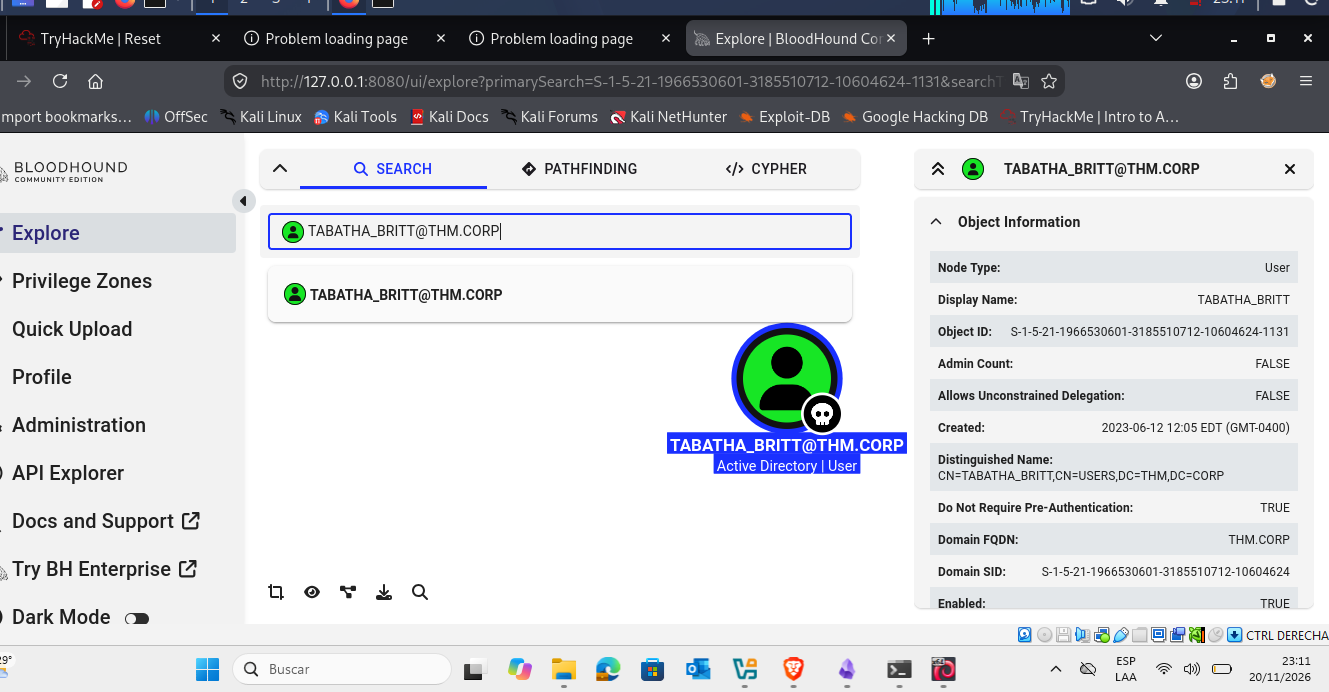 TryHackMe | Reset
Problem loading page
Problem loading page
Explore | BloodHound Co
http://127.0.0.1:8080/ui/explore?primarySearch=S-1-5-21-1966530601-3185510712-10604624-1131&search
mport bookmarks...
OffSec
Kali Linux
Kali Tools
Kali Docs
Kali Forums
Kali NetHunter
Exploit-DB
Google Hacking DB
TryHackMe | Intro to A...
BLOODHOUND
COMMUNITY EDITION
Explore
Privilege Zones
Quick Upload
Profile
Administration
API Explorer
Docs and Support
Try BH Enterprise
Dark Mode
SEARCH
PATHFINDING
</> CYPHER
TABATHA_BRITT@THM.CORP
TABATHA_BRITT@THM.CORP
TABATHA_BRITT@THM.CORP
Active Directory | User
TABATHA_BRITT@THM.CORP
Object Information
Node Type: User
Display Name: TABATHA_BRITT
Object ID: S-1-5-21-1966530601-3185510712-10604624-1131
Admin Count: FALSE
Allows Unconstrained Delegation: FALSE
Created: 2023-06-12 12:05 EDT (GMT-0400)
Distinguished Name:
CN=TABATHA_BRITT,CN=USERS,DC=THM,DC=CORP
Do Not Require Pre-Authentication: TRUE
Domain FQDN: THM.CORP
Domain SID: S-1-5-21-1966530601-3185510712-10604624
Enabled: TRUE
CTRL DERECHA
29°
Buscar
ESP
LAA
23:11
20/11/2026